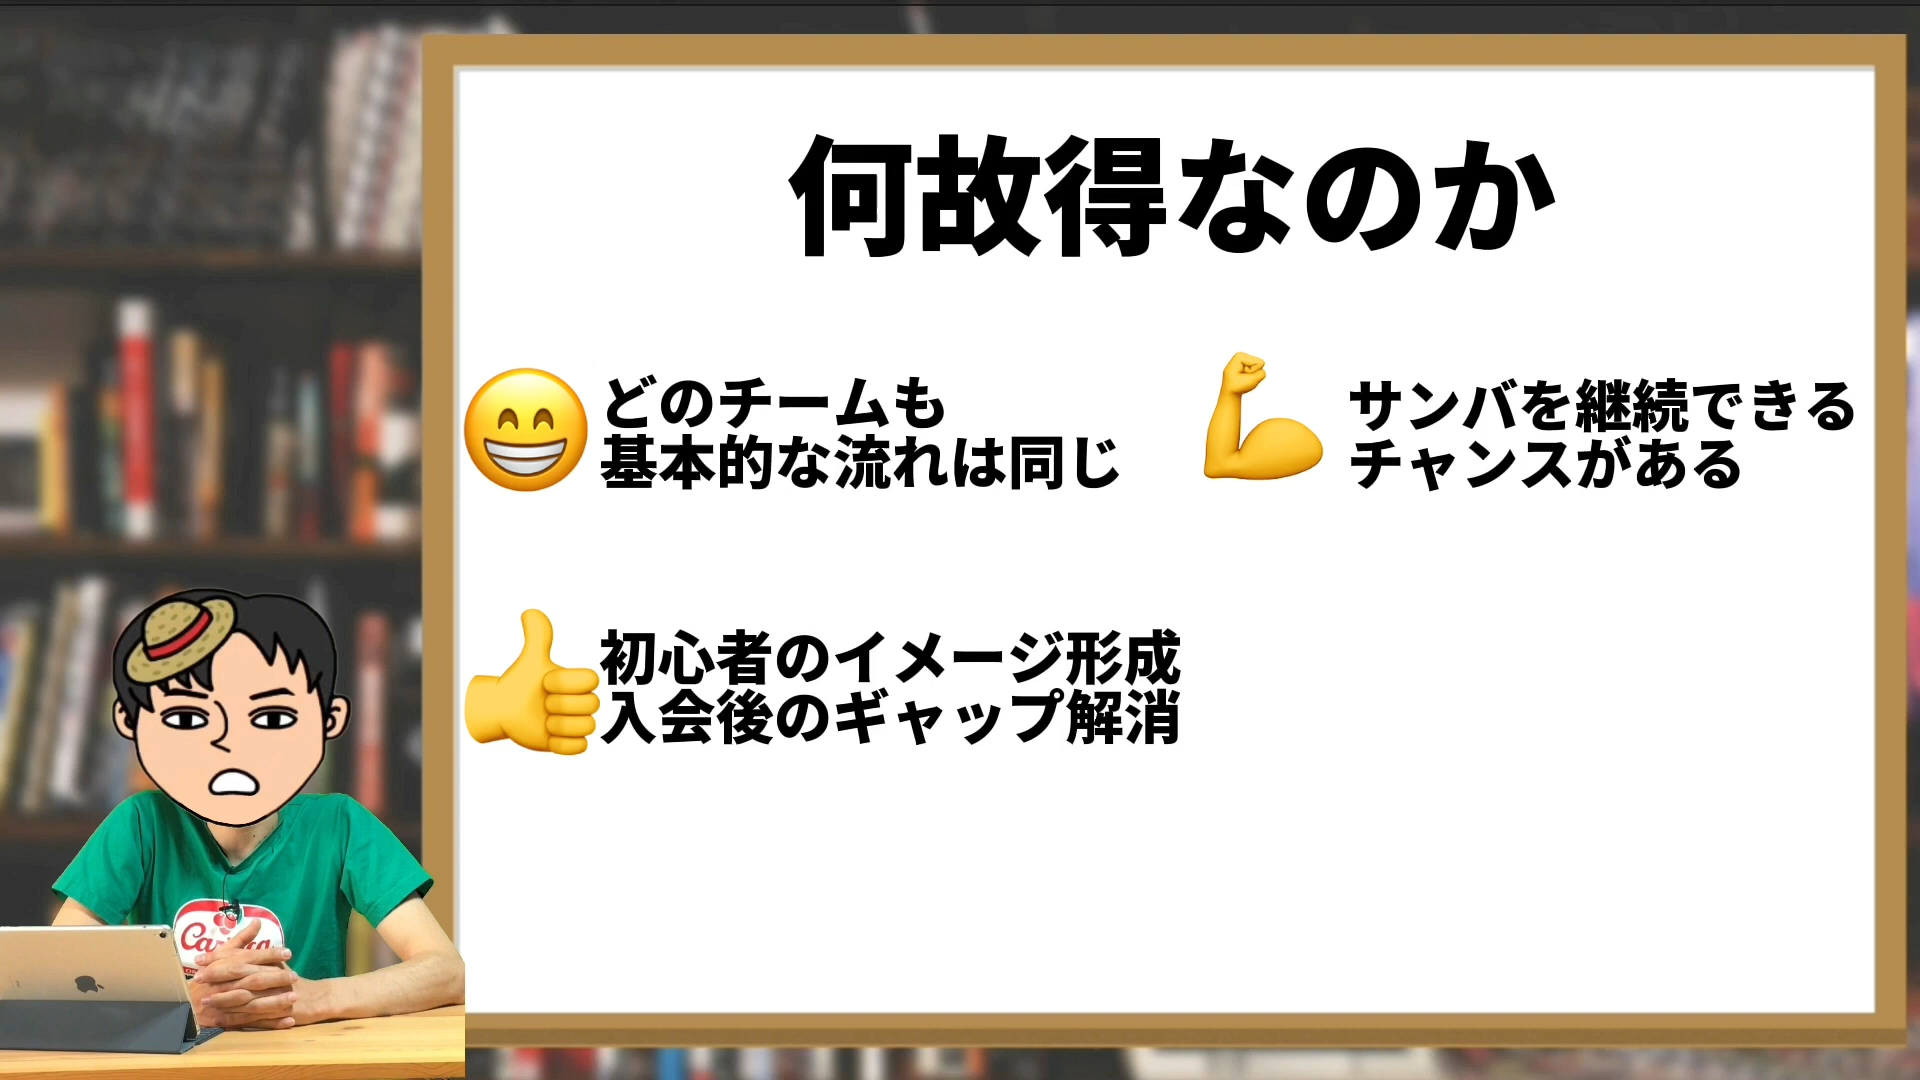 何故得なのか
どのチームも
基本的な流れは同じ
サンバを継続できる
チャンスがある
初心者のイメージ形成
入会後のギャップ解消